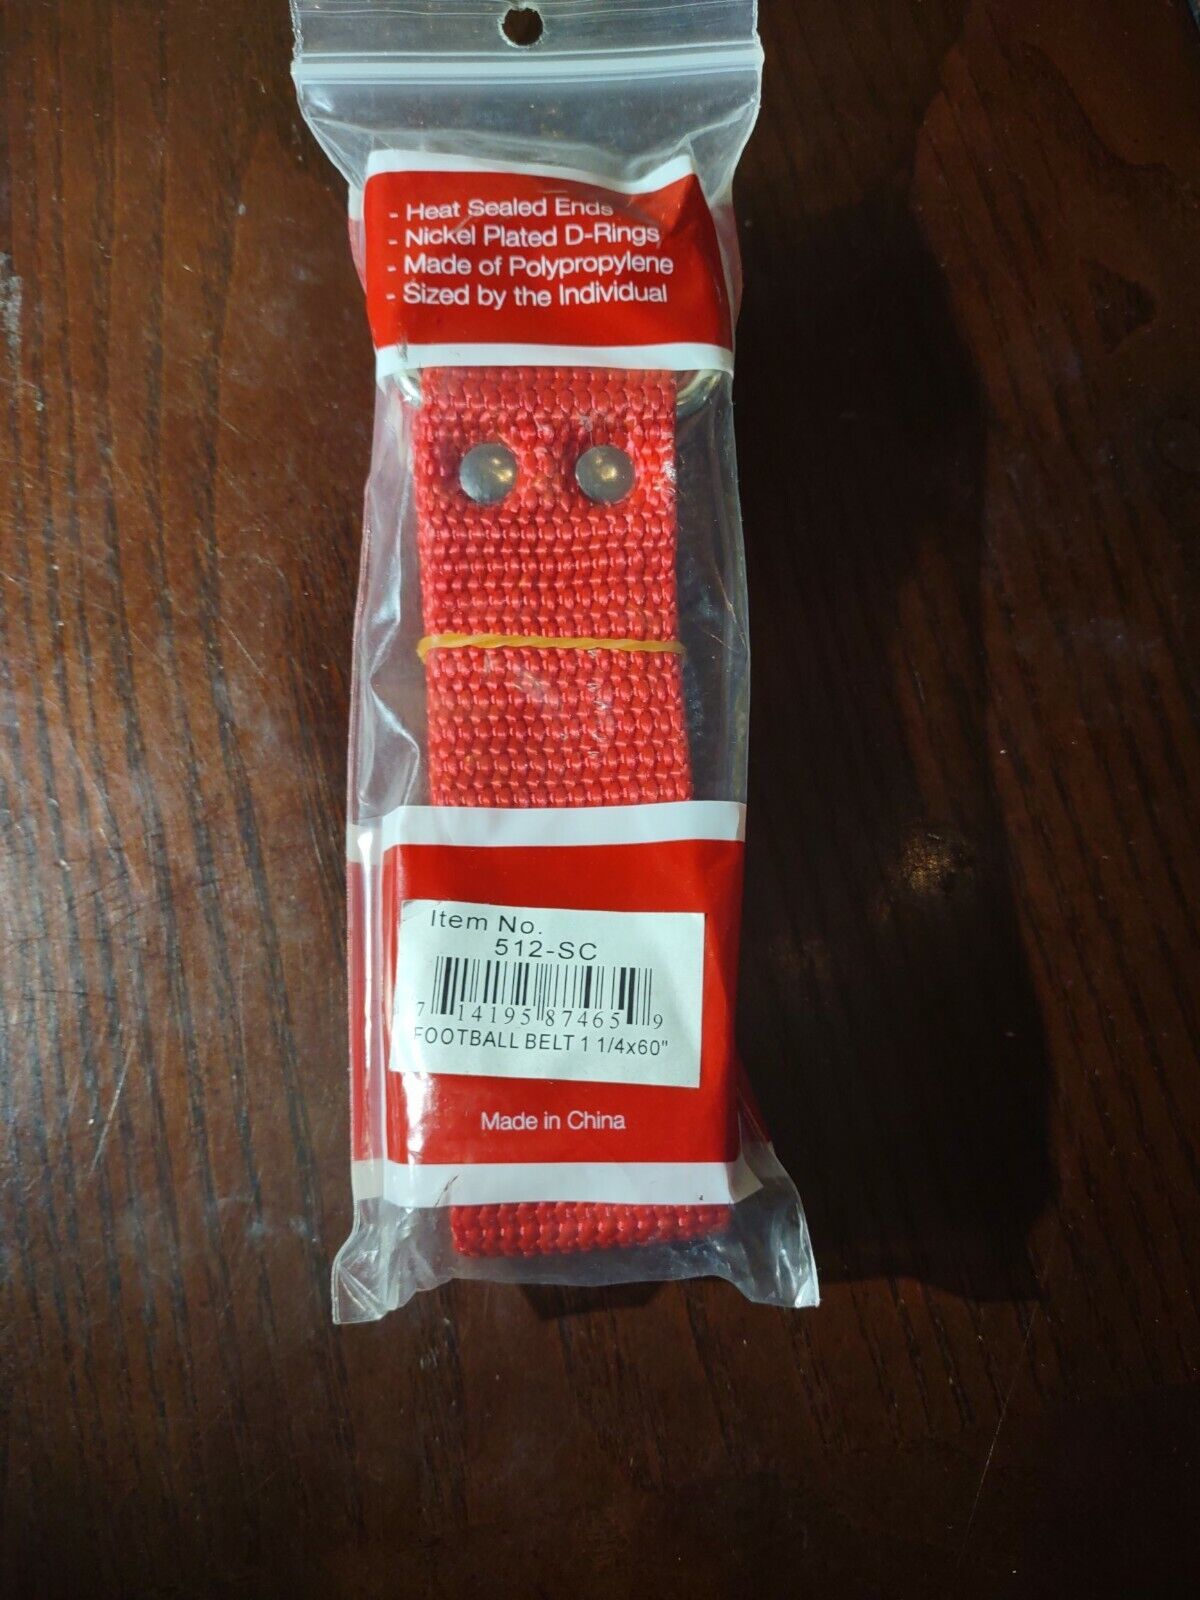 - Heat Sealed Ends
- Nickel Plated D-Rings
- Made of Polypropylene
- Sized by the Individual
Item No.
512-SC
7 14195 87465 9
FOOTBALL BELT 1 1/4x60"
Made in China